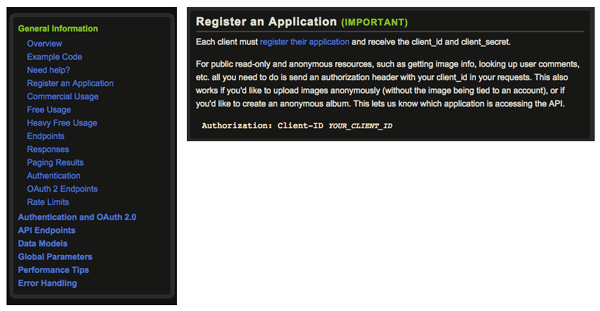 General Information
Overview
Example Code
Need help?
Register an Application
Commercial Usage
Free Usage
Heavy Free Usage
Endpoints
Responses
Paging Results
Authentication
OAuth 2 Endpoints
Rate Limits
Authentication and OAuth 2.0
API Endpoints
Data Models
Global Parameters
Performance Tips
Error Handling
Register an Application (IMPORTANT)
Each client must register their application and receive the client_id and client_secret.
For public read-only and anonymous resources, such as getting image info, looking up user comments,
etc. all you need to do is send an authorization header with your client_id in your requests. This also
works if you'd like to upload images anonymously (without the image being tied to an account), or if
you'd like to create an anonymous album. This lets us know which application is accessing the API.
Authorization: Client-ID YOUR_CLIENT_ID